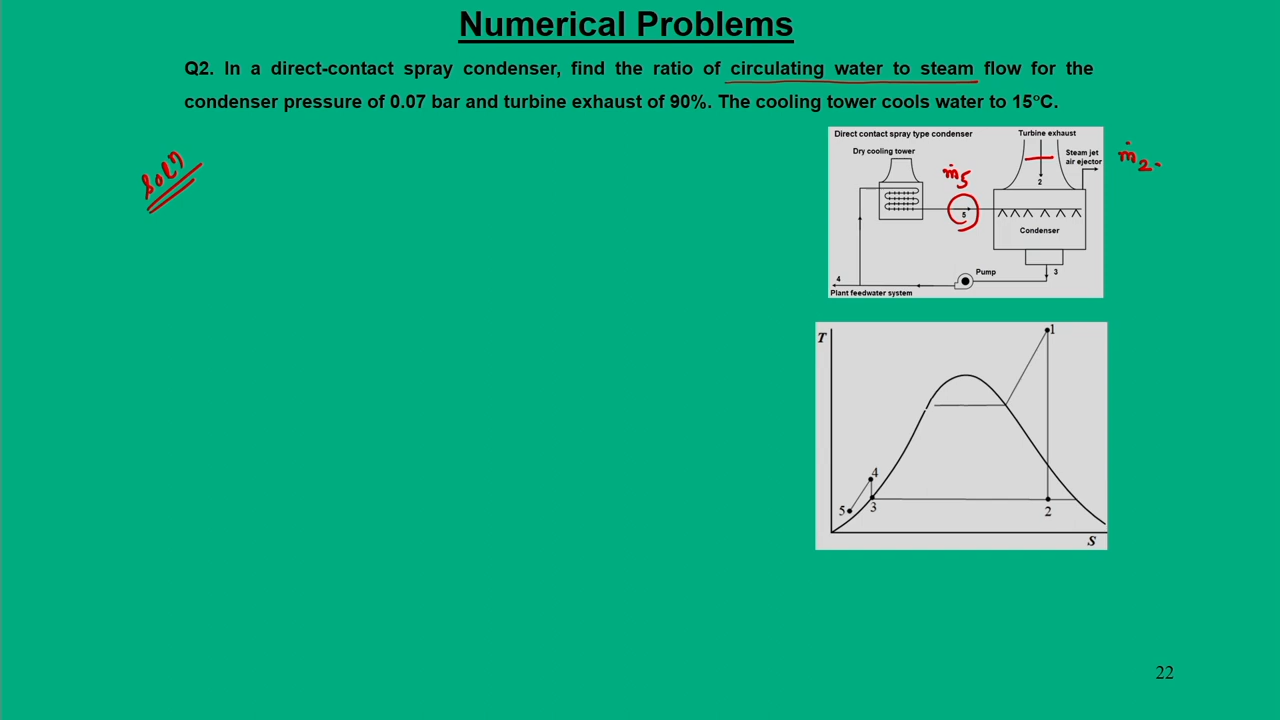 Numerical Problems
Q2. In a direct-contact spray condenser, find the ratio of circulating water to steam flow for the
condenser pressure of 0.07 bar and turbine exhaust of 90%. The cooling tower cools water to 15°C.
Solⁿ
Direct contact spray type condenser
Turbine exhaust
Dry cooling tower
Steam jet
air ejector
ṁ2
ṁ5
2
5
Condenser
3
Pump
4
Plant feedwater system
T
1
4
5
3
2
S
22